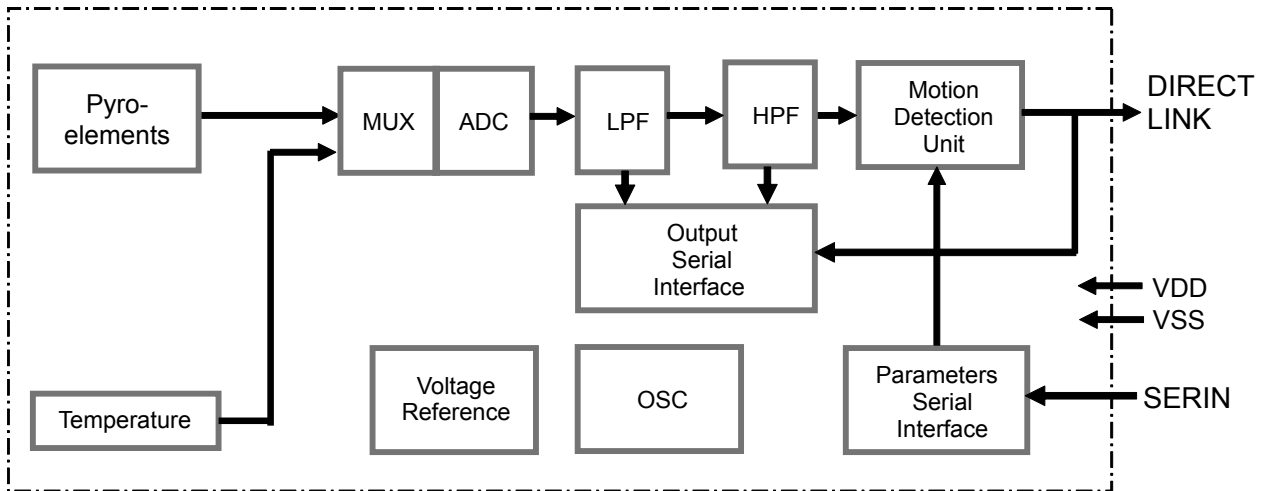 Pyro-
elements
MUX
ADC
LPF
HPF
Motion
Detection
Unit
DIRECT
LINK
Output
Serial
Interface
VDD
VSS
Temperature
Voltage
Reference
OSC
Parameters
Serial
Interface
SERIN